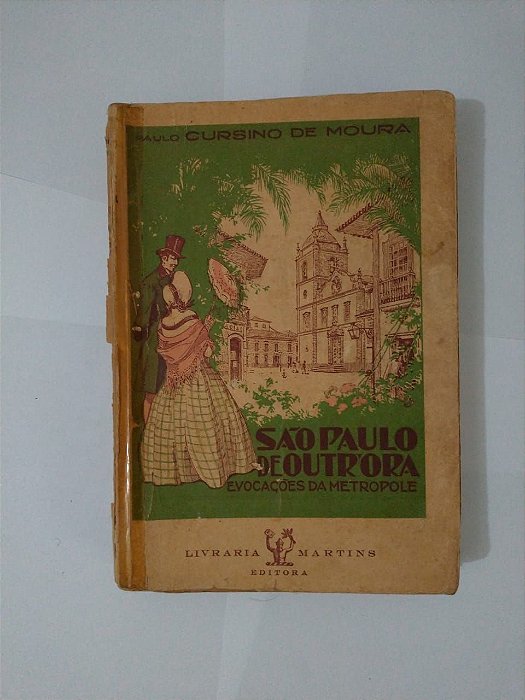 PAULO CURSINO DE MOURA
SÃO PAULO
DE OUTR'ORA
EVOCAÇÕES DA METROPOLE
LIVRARIA MARTINS
EDITORA